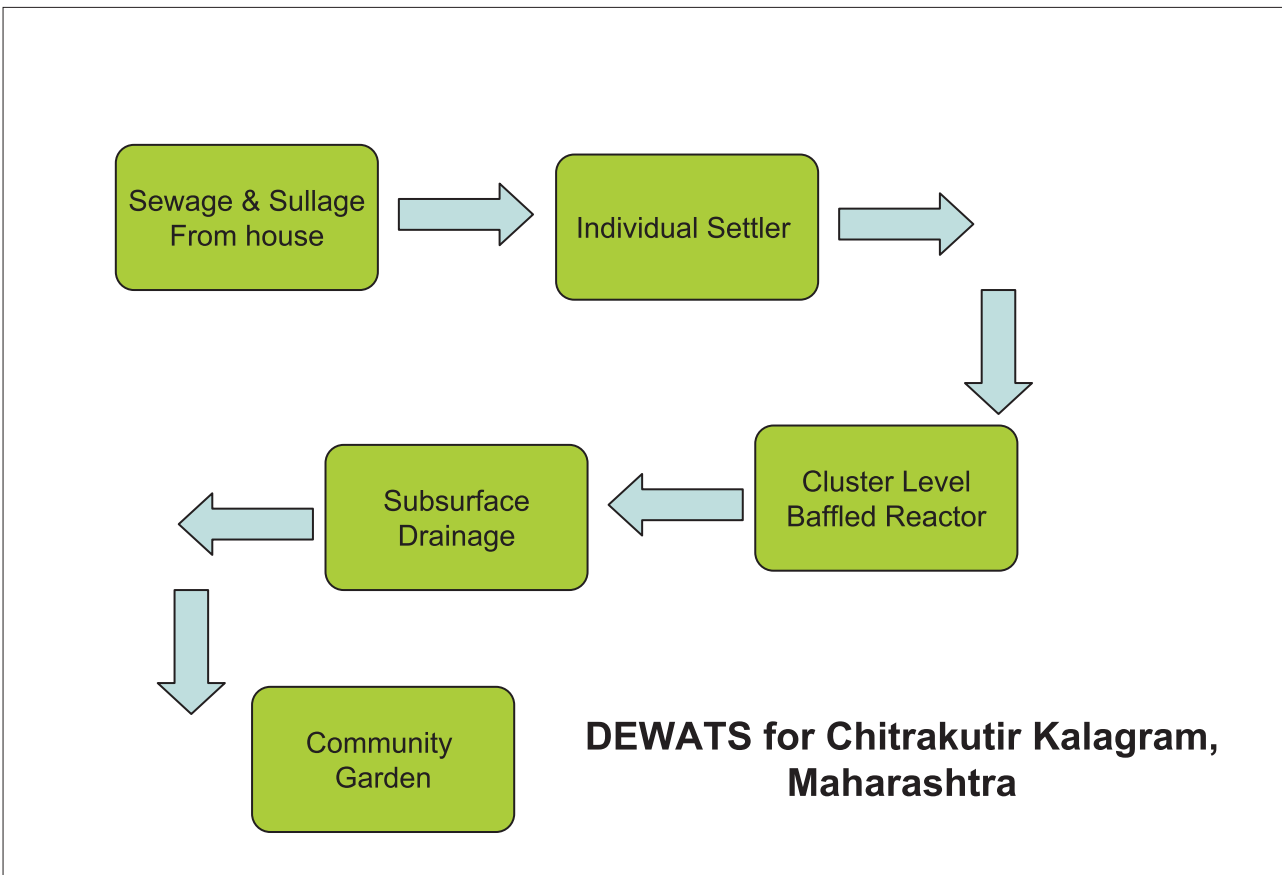 Sewage & Sullage
From house
Individual Settler
Cluster Level
Baffled Reactor
Subsurface
Drainage
Community
Garden
DEWATS for Chitrakutir Kalagram,
Maharashtra